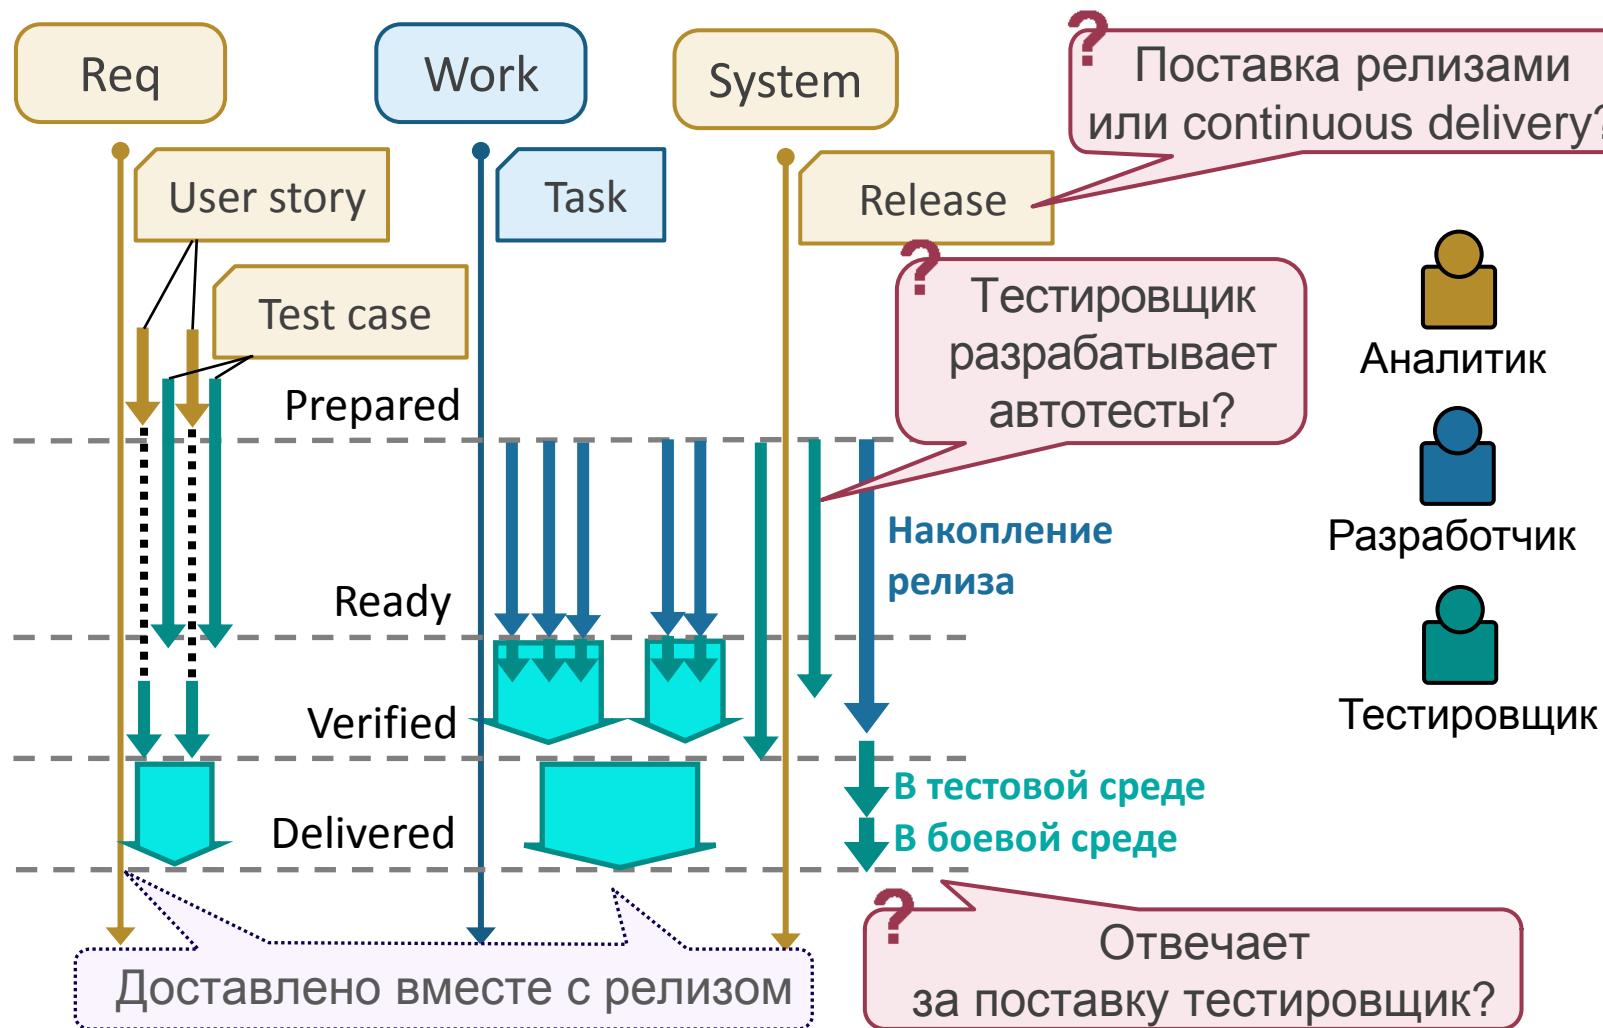 Req
Work
System
?
Поставка релизами
или continuous delivery?
User story
Task
Release
Test case
?
Тестировщик
разрабатывает
автотесты?
Аналитик
Prepared
Накопление
релиза
Разработчик
Ready
Verified
Тестировщик
В тестовой среде
Delivered
В боевой среде
?
Отвечает
за поставку тестировщик?
Доставлено вместе с релизом